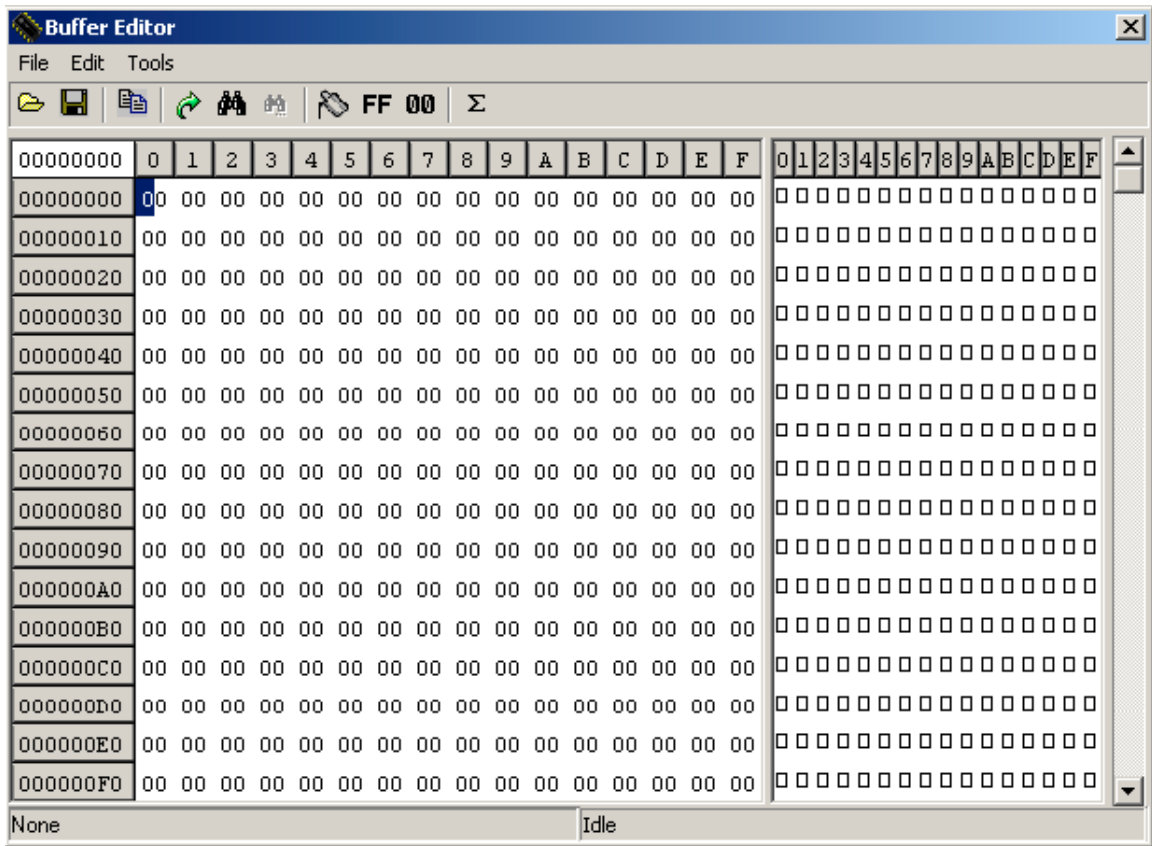 Buffer Editor
File Edit Tools
FF 00 Σ
00000000 0 1 2 3 4 5 6 7 8 9 A B C D E F 0 1 2 3 4 5 6 7 8 9 A B C D E F
00000000 00 00 00 00 00 00 00 00 00 00 00 00 00 00 00 00
00000010 00 00 00 00 00 00 00 00 00 00 00 00 00 00 00 00
00000020 00 00 00 00 00 00 00 00 00 00 00 00 00 00 00 00
00000030 00 00 00 00 00 00 00 00 00 00 00 00 00 00 00 00
00000040 00 00 00 00 00 00 00 00 00 00 00 00 00 00 00 00
00000050 00 00 00 00 00 00 00 00 00 00 00 00 00 00 00 00
00000060 00 00 00 00 00 00 00 00 00 00 00 00 00 00 00 00
00000070 00 00 00 00 00 00 00 00 00 00 00 00 00 00 00 00
00000080 00 00 00 00 00 00 00 00 00 00 00 00 00 00 00 00
00000090 00 00 00 00 00 00 00 00 00 00 00 00 00 00 00 00
000000A0 00 00 00 00 00 00 00 00 00 00 00 00 00 00 00 00
000000B0 00 00 00 00 00 00 00 00 00 00 00 00 00 00 00 00
000000C0 00 00 00 00 00 00 00 00 00 00 00 00 00 00 00 00
000000D0 00 00 00 00 00 00 00 00 00 00 00 00 00 00 00 00
000000E0 00 00 00 00 00 00 00 00 00 00 00 00 00 00 00 00
000000F0 00 00 00 00 00 00 00 00 00 00 00 00 00 00 00 00
None Idle